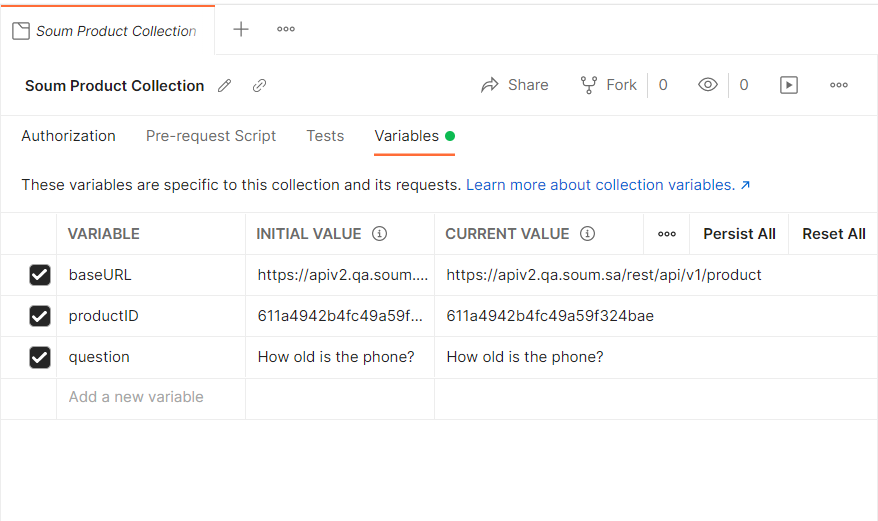 Soum Product Collection
Soum Product Collection Share Fork 0 0
Authorization Pre-request Script Tests Variables
These variables are specific to this collection and its requests. Learn more about collection variables. ↗
VARIABLE INITIAL VALUE CURRENT VALUE Persist All Reset All
baseURL https://apiv2.qa.soum.... https://apiv2.qa.soum.sa/rest/api/v1/product
productID 611a4942b4fc49a59f... 611a4942b4fc49a59f324bae
question How old is the phone? How old is the phone?
Add a new variable